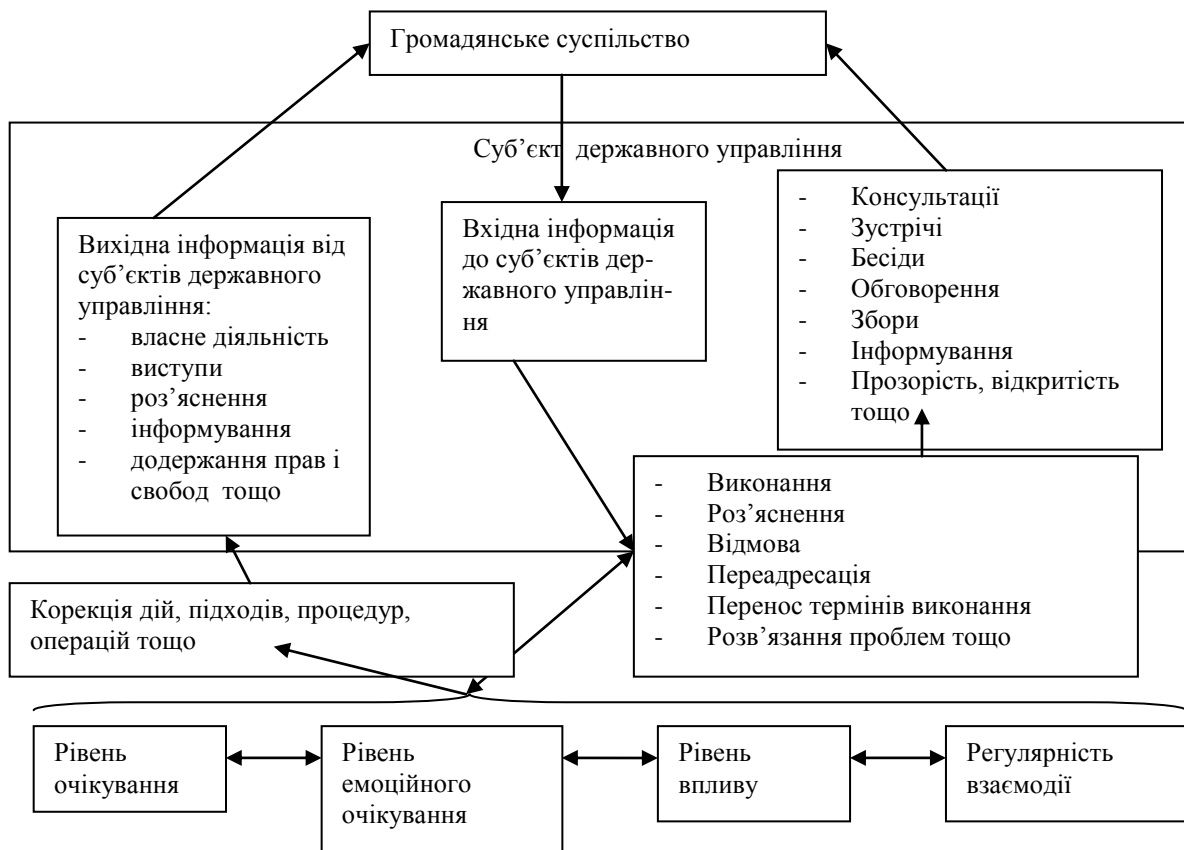 Громадянське суспільство
Суб’єкт державного управління
Вихідна інформація від
суб’єктів державного
управління:
- власне діяльність
- виступи
- роз’яснення
- інформування
- додержання прав і
свобод тощо
Вхідна інформація
до суб’єктів дер-
жавного управлін-
ня
- Консультації
- Зустрічі
- Бесіди
- Обговорення
- Збори
- Інформування
- Прозорість, відкритість
тощо
- Виконання
- Роз’яснення
- Відмова
- Переадресація
- Перенос термінів виконання
- Розв’язання проблем тощо
Корекція дій, підходів, процедур,
операцій тощо
Рівень
очікування
Рівень
емоційного
очікування
Рівень
впливу
Регулярність
взаємодії